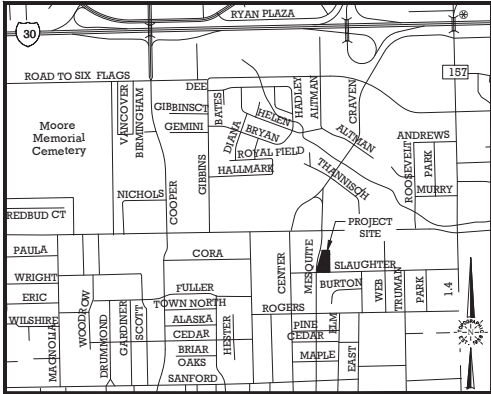 RYAN PLAZA
30
157
ROAD TO SIX FLAGS
DEE
VANCOVER
BIRMINGHAM
GIBBINSCT
BATES
HADLEY
ALTMAN
CRAVEN
Moore
Memorial
Cemetery
GEMINI
DIANA
HELEN
BRYAN
ALTMAN
ANDREWS
ROYAL FIELD
HALLMARK
THANNISCH
ROOSEVELT
PARK
MURRY
NICHOLS
COOPER
GIBBINS
REDBUD CT
PROJECT
SITE
PAULA
CORA
CENTER
MESQUITE
SLAUGHTER
WRIGHT
BURTON
WEB
TRUMAN
PARK
1.4
ERIC
FULLER
WOODROW
TOWN NORTH
ROGERS
WILSHIRE
MAGNOLIA
DRUMMOND
GARDINER
SCOTT
ALASKA
CEDAR
HESTER
PINE
ELM
CEDAR
BRIAR
OAKS
MAPLE
EAST
SANFORD
N